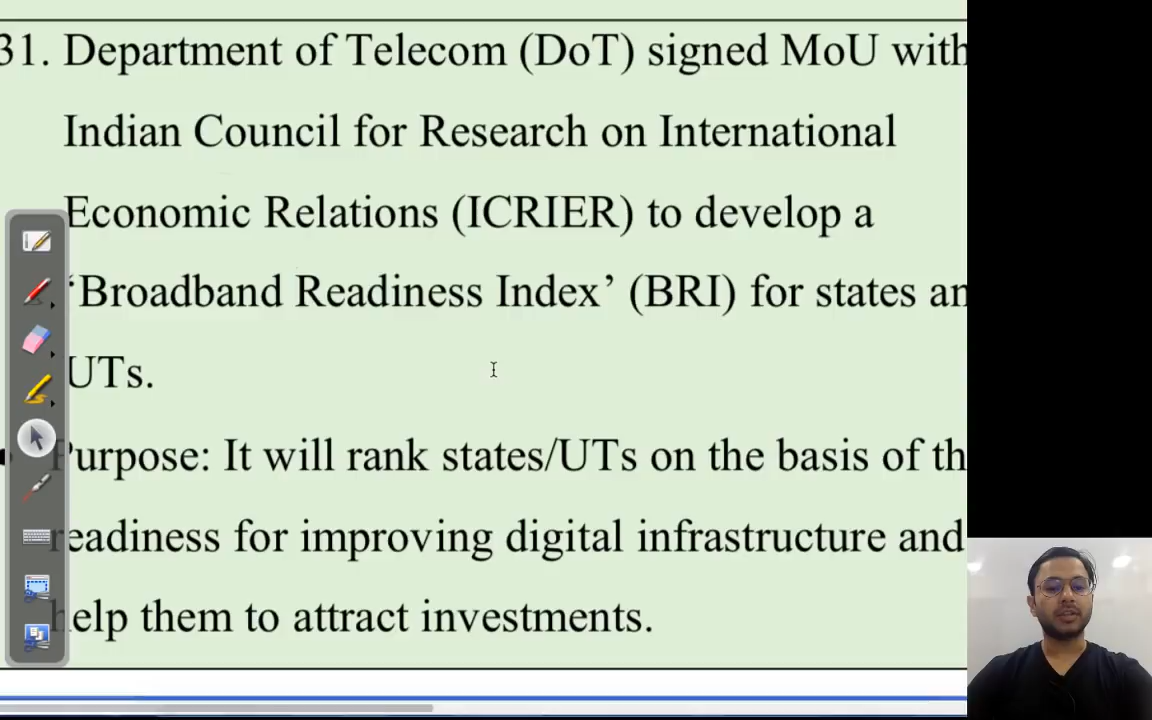 31. Department of Telecom (DoT) signed MoU with
Indian Council for Research on International
Economic Relations (ICRIER) to develop a
‘Broadband Readiness Index’ (BRI) for states
UTs.
Purpose: It will rank states/UTs on the basis of
readiness for improving digital infrastructure and
help them to attract investments.